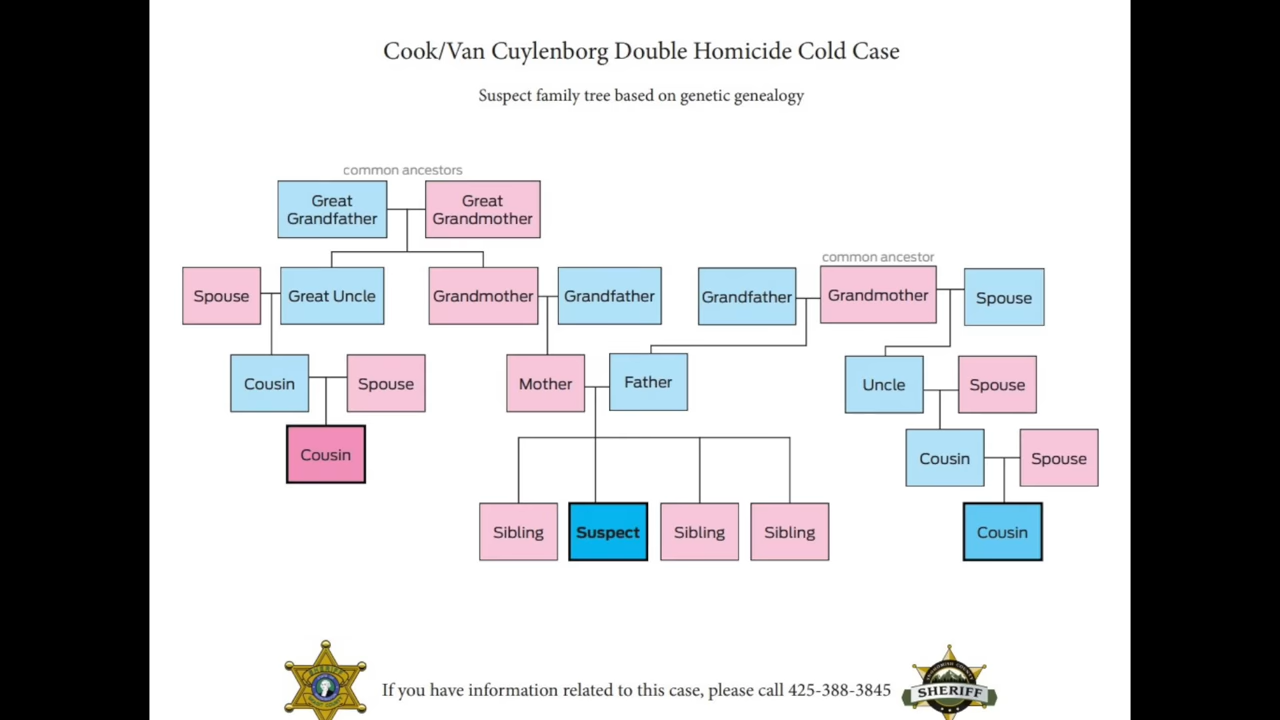 Cook/Van Cuylenborg Double Homicide Cold Case
Suspect family tree based on genetic genealogy
common ancestors
Great
Grandfather
Great
Grandmother
common ancestor
Spouse
Great Uncle
Grandmother
Grandfather
Grandfather
Grandmother
Spouse
Cousin
Spouse
Mother
Father
Uncle
Spouse
Cousin
Cousin
Spouse
Sibling
Suspect
Sibling
Sibling
Cousin
If you have information related to this case, please call 425-388-3845
SHERIFF
SHERIFF